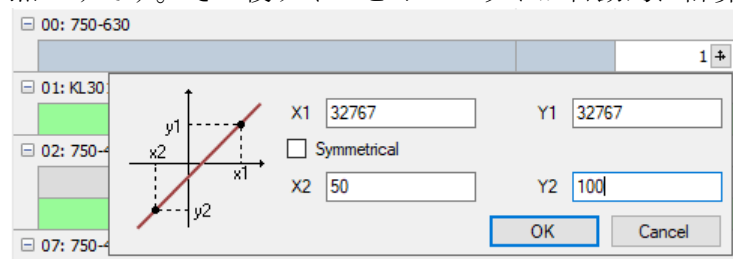 00: 750-630
1
01: KL301
X1 32767 Y1 32767
y1
Symmetrical
02: 750-4
x2
x1
X2 50 Y2 100
y2
OK Cancel
07: 750-4